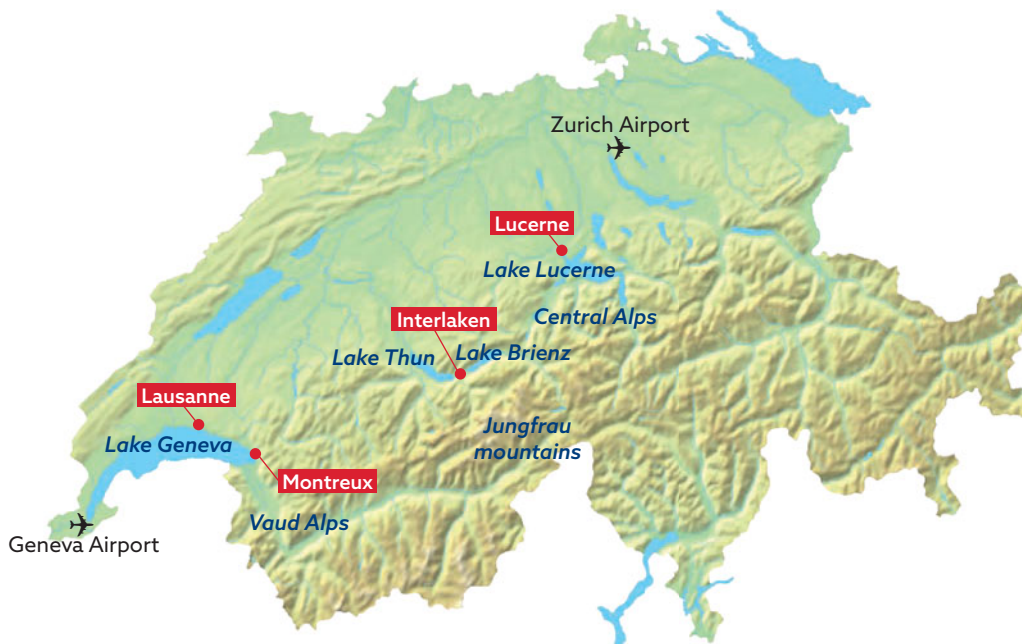 Zurich Airport
Lucerne
Lake Lucerne
Interlaken
Central Alps
Lake Thun
Lake Brienz
Lausanne
Lake Geneva
Jungfrau
mountains
Montreux
Vaud Alps
Geneva Airport